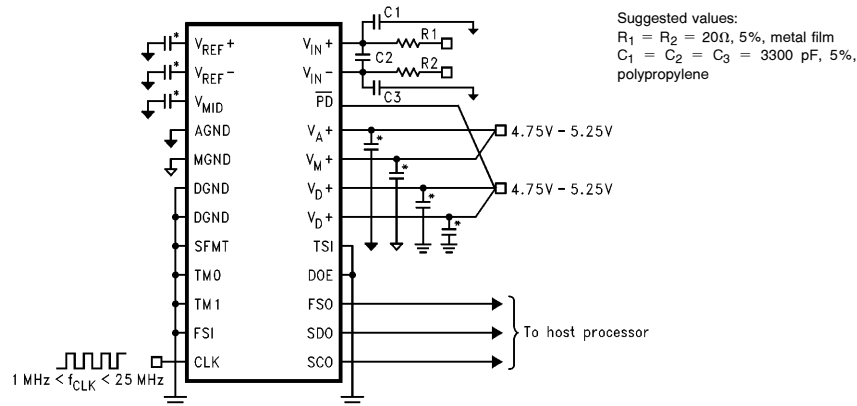 Suggested values:
R1 = R2 = 20Ω, 5%, metal film
C1 = C2 = C3 = 3300 pF, 5%,
polypropylene
C1
R1
C2
R2
C3
* VREF+
* VREF-
* VMID
AGND
MGND
DGND
DGND
SFMT
TM0
TM1
FSI
CLK
VIN+
VIN-
PD
VA+
VM+
VD+
VD+
TSI
DOE
FSO
SDO
SCO
*
*
*
*
4.75V – 5.25V
4.75V – 5.25V
To host processor
1 MHz < fCLK < 25 MHz